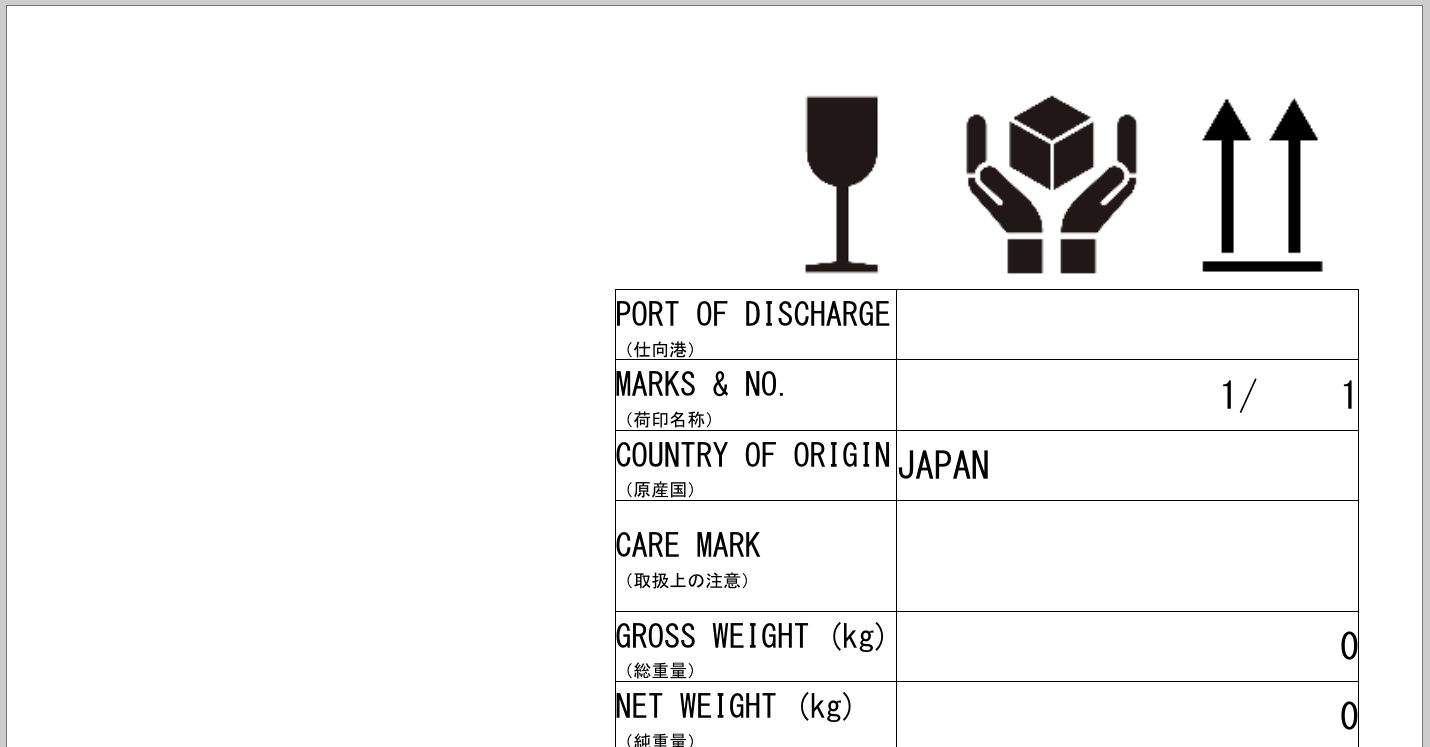 PORT OF DISCHARGE
（仕向港）
MARKS & NO.
1/ 1
（荷印名称）
COUNTRY OF ORIGIN
JAPAN
（原産国）
CARE MARK
（取扱上の注意）
GROSS WEIGHT (kg)
0
（総重量）
NET WEIGHT (kg)
0
（純重量）